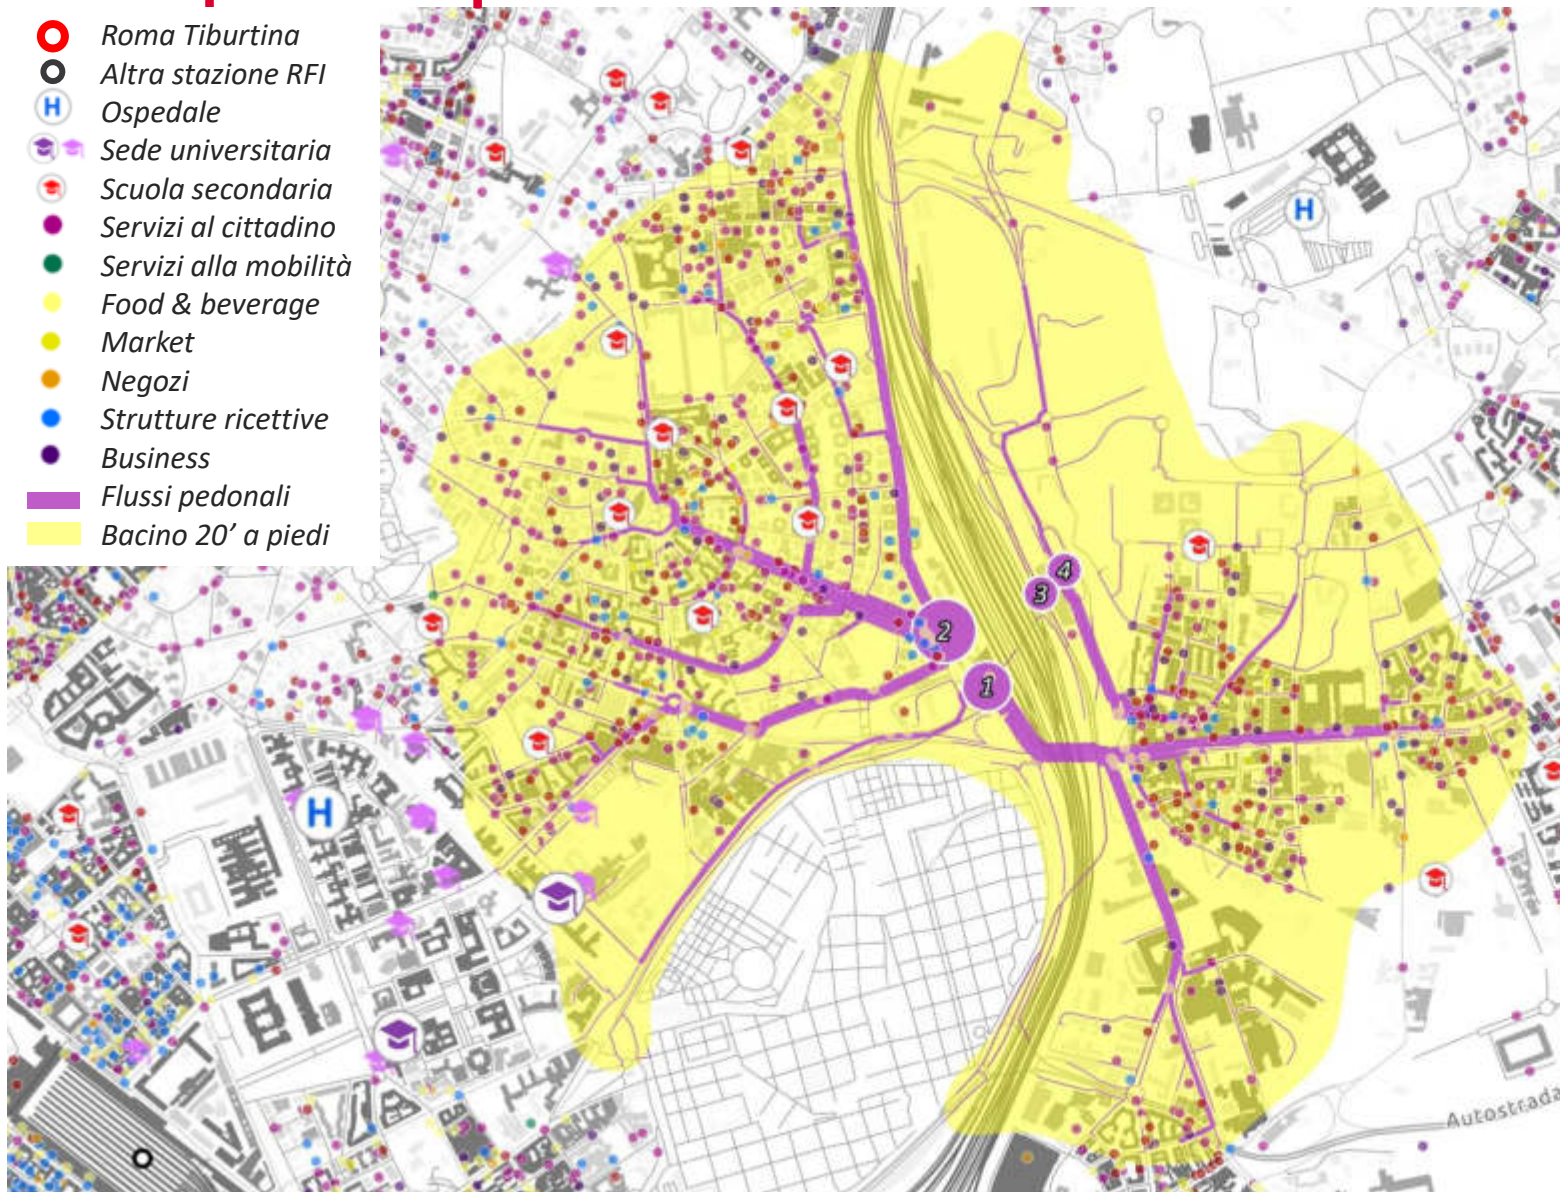 Roma Tiburtina
Altra stazione RFI
H
Ospedale
Sede universitaria
Scuola secondaria
Servizi al cittadino
Servizi alla mobilità
Food & beverage
Market
Negozi
Strutture ricettive
Business
Flussi pedonali
Bacino 20’ a piedi
H
4
3
2
1
H
Autostrada